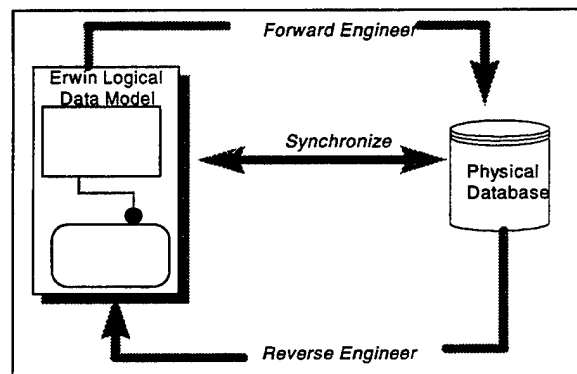 Forward Engineer
Erwin Logical
Data Model
Synchronize
Physical
Database
Reverse Engineer